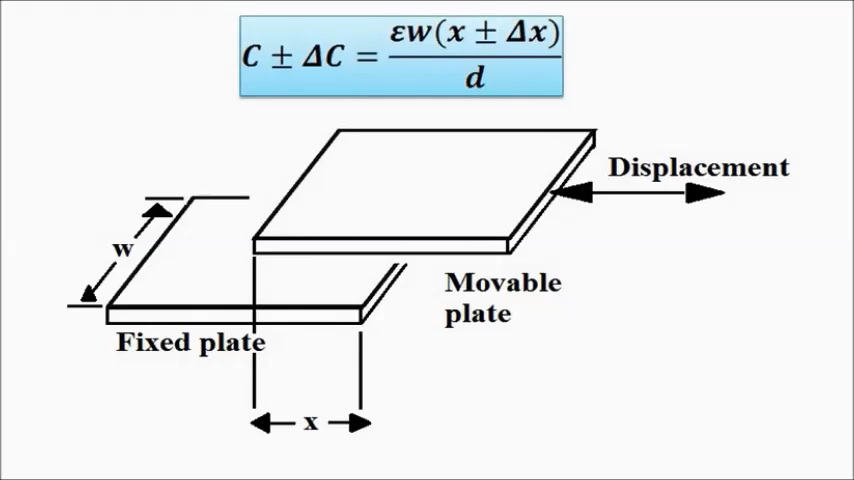 C ± ΔC = εw(x ± Δx) / d
Displacement
w
Movable
plate
Fixed plate
x